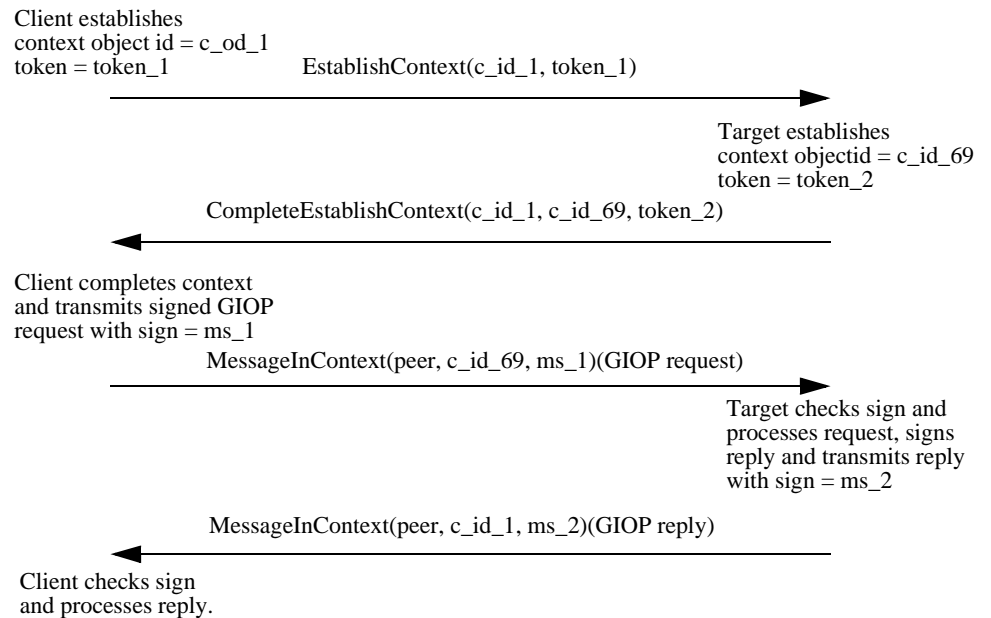 Client establishes
context object id = c_od_1
token = token_1
EstablishContext(c_id_1, token_1)
Target establishes
context objectid = c_id_69
token = token_2
CompleteEstablishContext(c_id_1, c_id_69, token_2)
Client completes context
and transmits signed GIOP
request with sign = ms_1
MessageInContext(peer, c_id_69, ms_1)(GIOP request)
Target checks sign and
processes request, signs
reply and transmits reply
with sign = ms_2
MessageInContext(peer, c_id_1, ms_2)(GIOP reply)
Client checks sign
and processes reply.